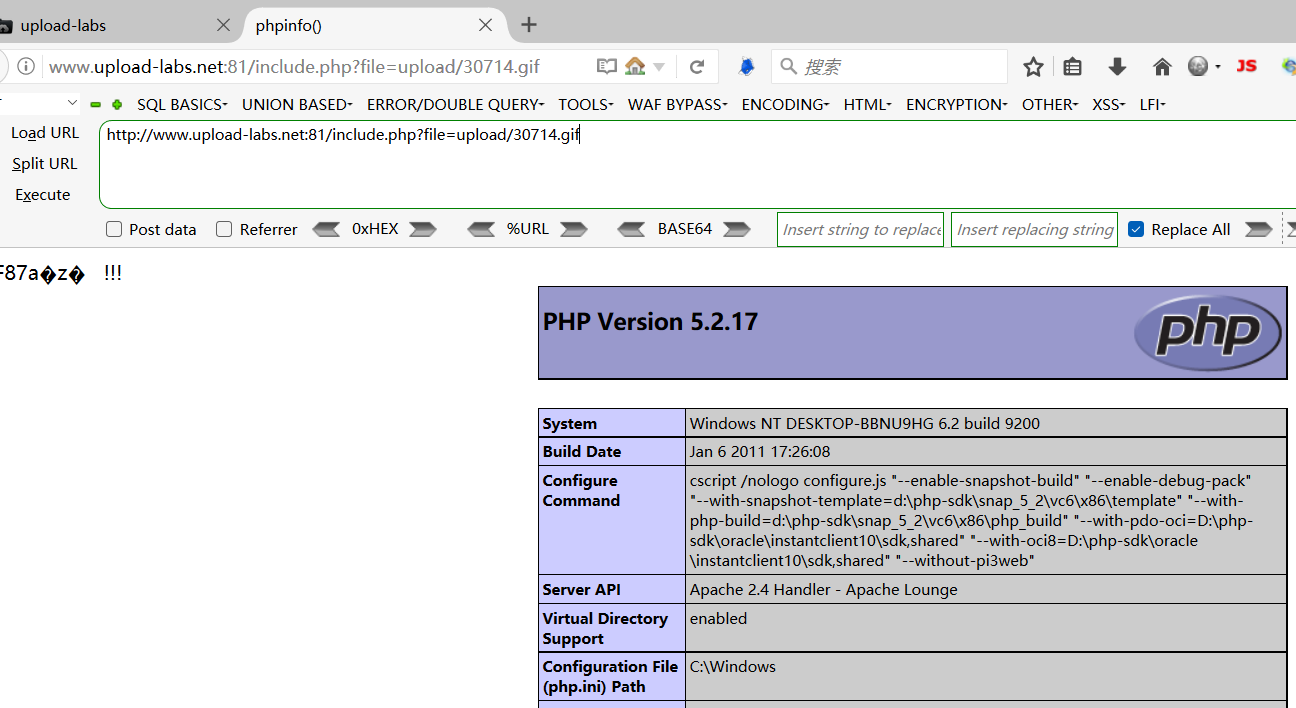 upload-labs
phpinfo()
www.upload-labs.net:81/include.php?file=upload/30714.gif
搜索
JS
SQL BASICS UNION BASED ERROR/DOUBLE QUERY TOOLS WAF BYPASS ENCODING HTML ENCRYPTION OTHER XSS LFI
Load URL
http://www.upload-labs.net:81/include.php?file=upload/30714.gif
Split URL
Execute
Post data Referrer 0xHEX %URL BASE64 Insert string to replace Insert replacing string Replace All
F87a�z� !!!
PHP Version 5.2.17
php
System Windows NT DESKTOP-BBNU9HG 6.2 build 9200
Build Date Jan 6 2011 17:26:08
Configure Command
cscript /nologo configure.js "--enable-snapshot-build" "--enable-debug-pack"
"--with-snapshot-template=d:\php-sdk\snap_5_2\vc6\x86\template" "--with-
php-build=d:\php-sdk\snap_5_2\vc6\x86\php_build" "--with-pdo-oci=D:\php-
sdk\oracle\instantclient10\sdk,shared" "--with-oci8=D:\php-sdk\oracle
\instantclient10\sdk,shared" "--without-pi3web"
Server API Apache 2.4 Handler - Apache Lounge
Virtual Directory Support enabled
Configuration File (php.ini) Path C:\Windows